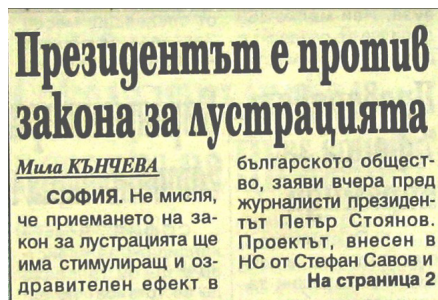 Президентът е против
закона за лустрацията
Мила КЪНЧЕВА
СОФИЯ. Не мисля,
че приемането на за-
кон за лустрацията ще
има стимулиращ и оз-
дравителен ефект в
българското общест-
во, заяви вчера пред
журналисти президен-
тът Петър Стоянов.
Проектът, внесен в
НС от Стефан Савов и
На страница 2